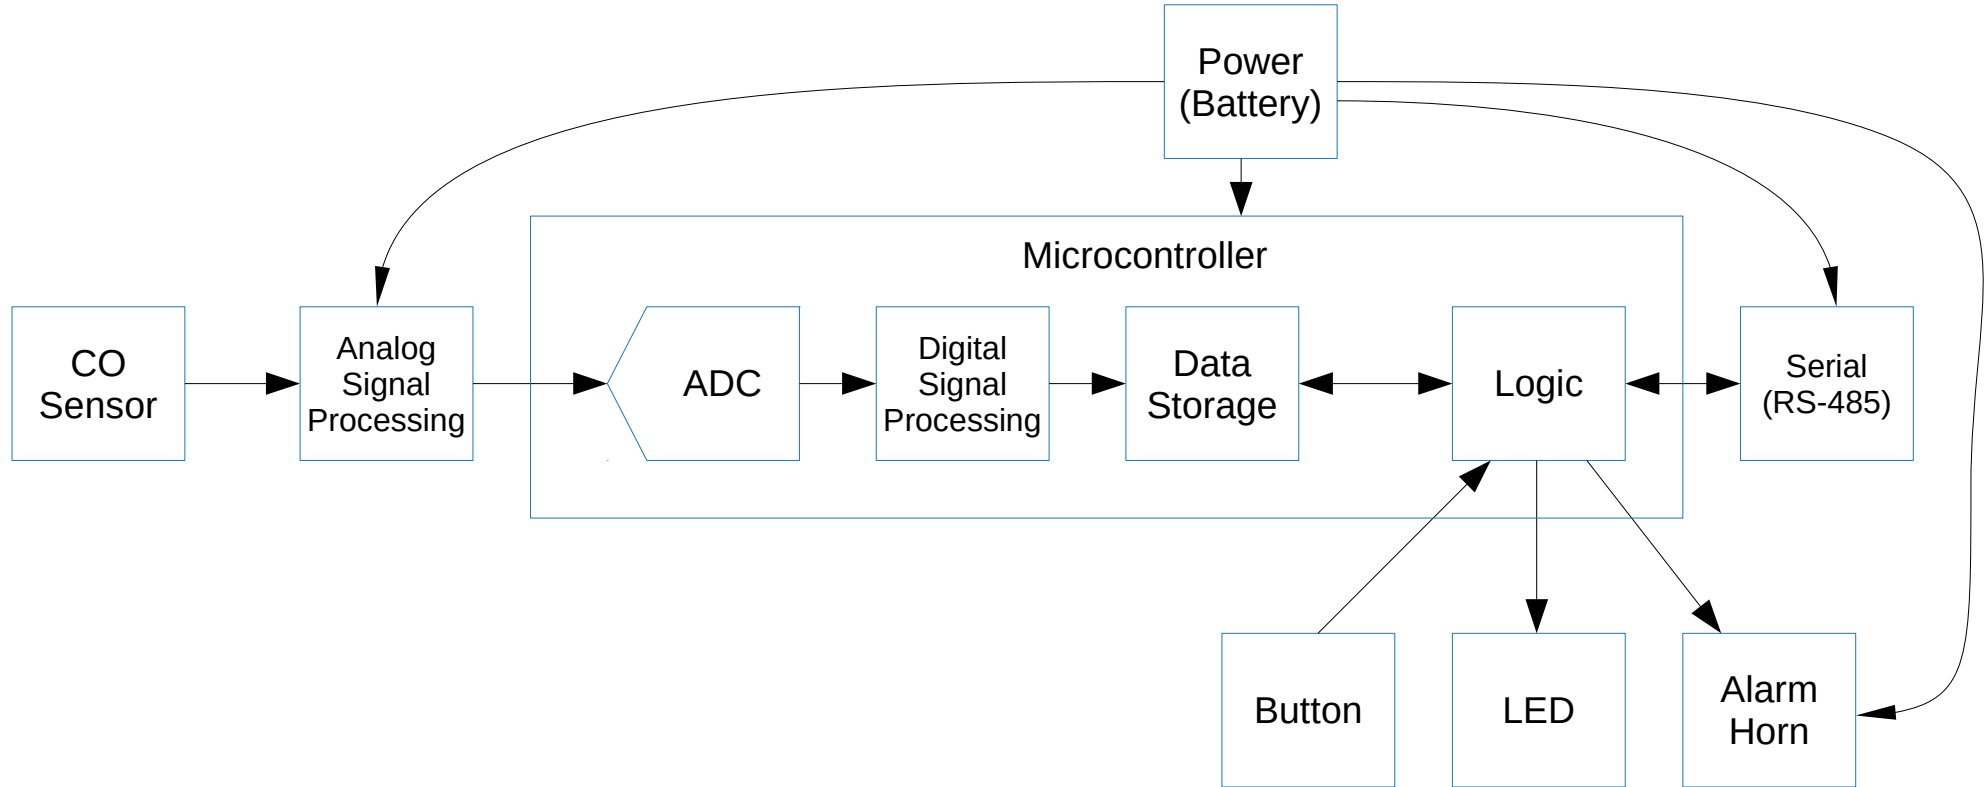 Power
(Battery)
Microcontroller
CO
Sensor
Analog
Signal
Processing
ADC
Digital
Signal
Processing
Data
Storage
Logic
Serial
(RS-485)
Button
LED
Alarm
Horn